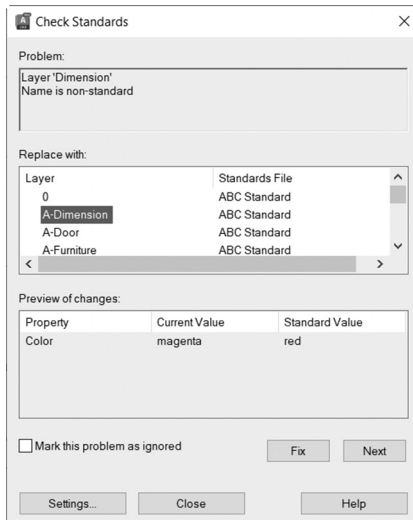 Check Standards
Problem:
Layer 'Dimension'
Name is non-standard
Replace with:
Layer Standards File
0 ABC Standard
A-Dimension ABC Standard
A-Door ABC Standard
A-Furniture ABC Standard
Preview of changes:
Property Current Value Standard Value
Color magenta red
Mark this problem as ignored Fix Next
Settings... Close Help